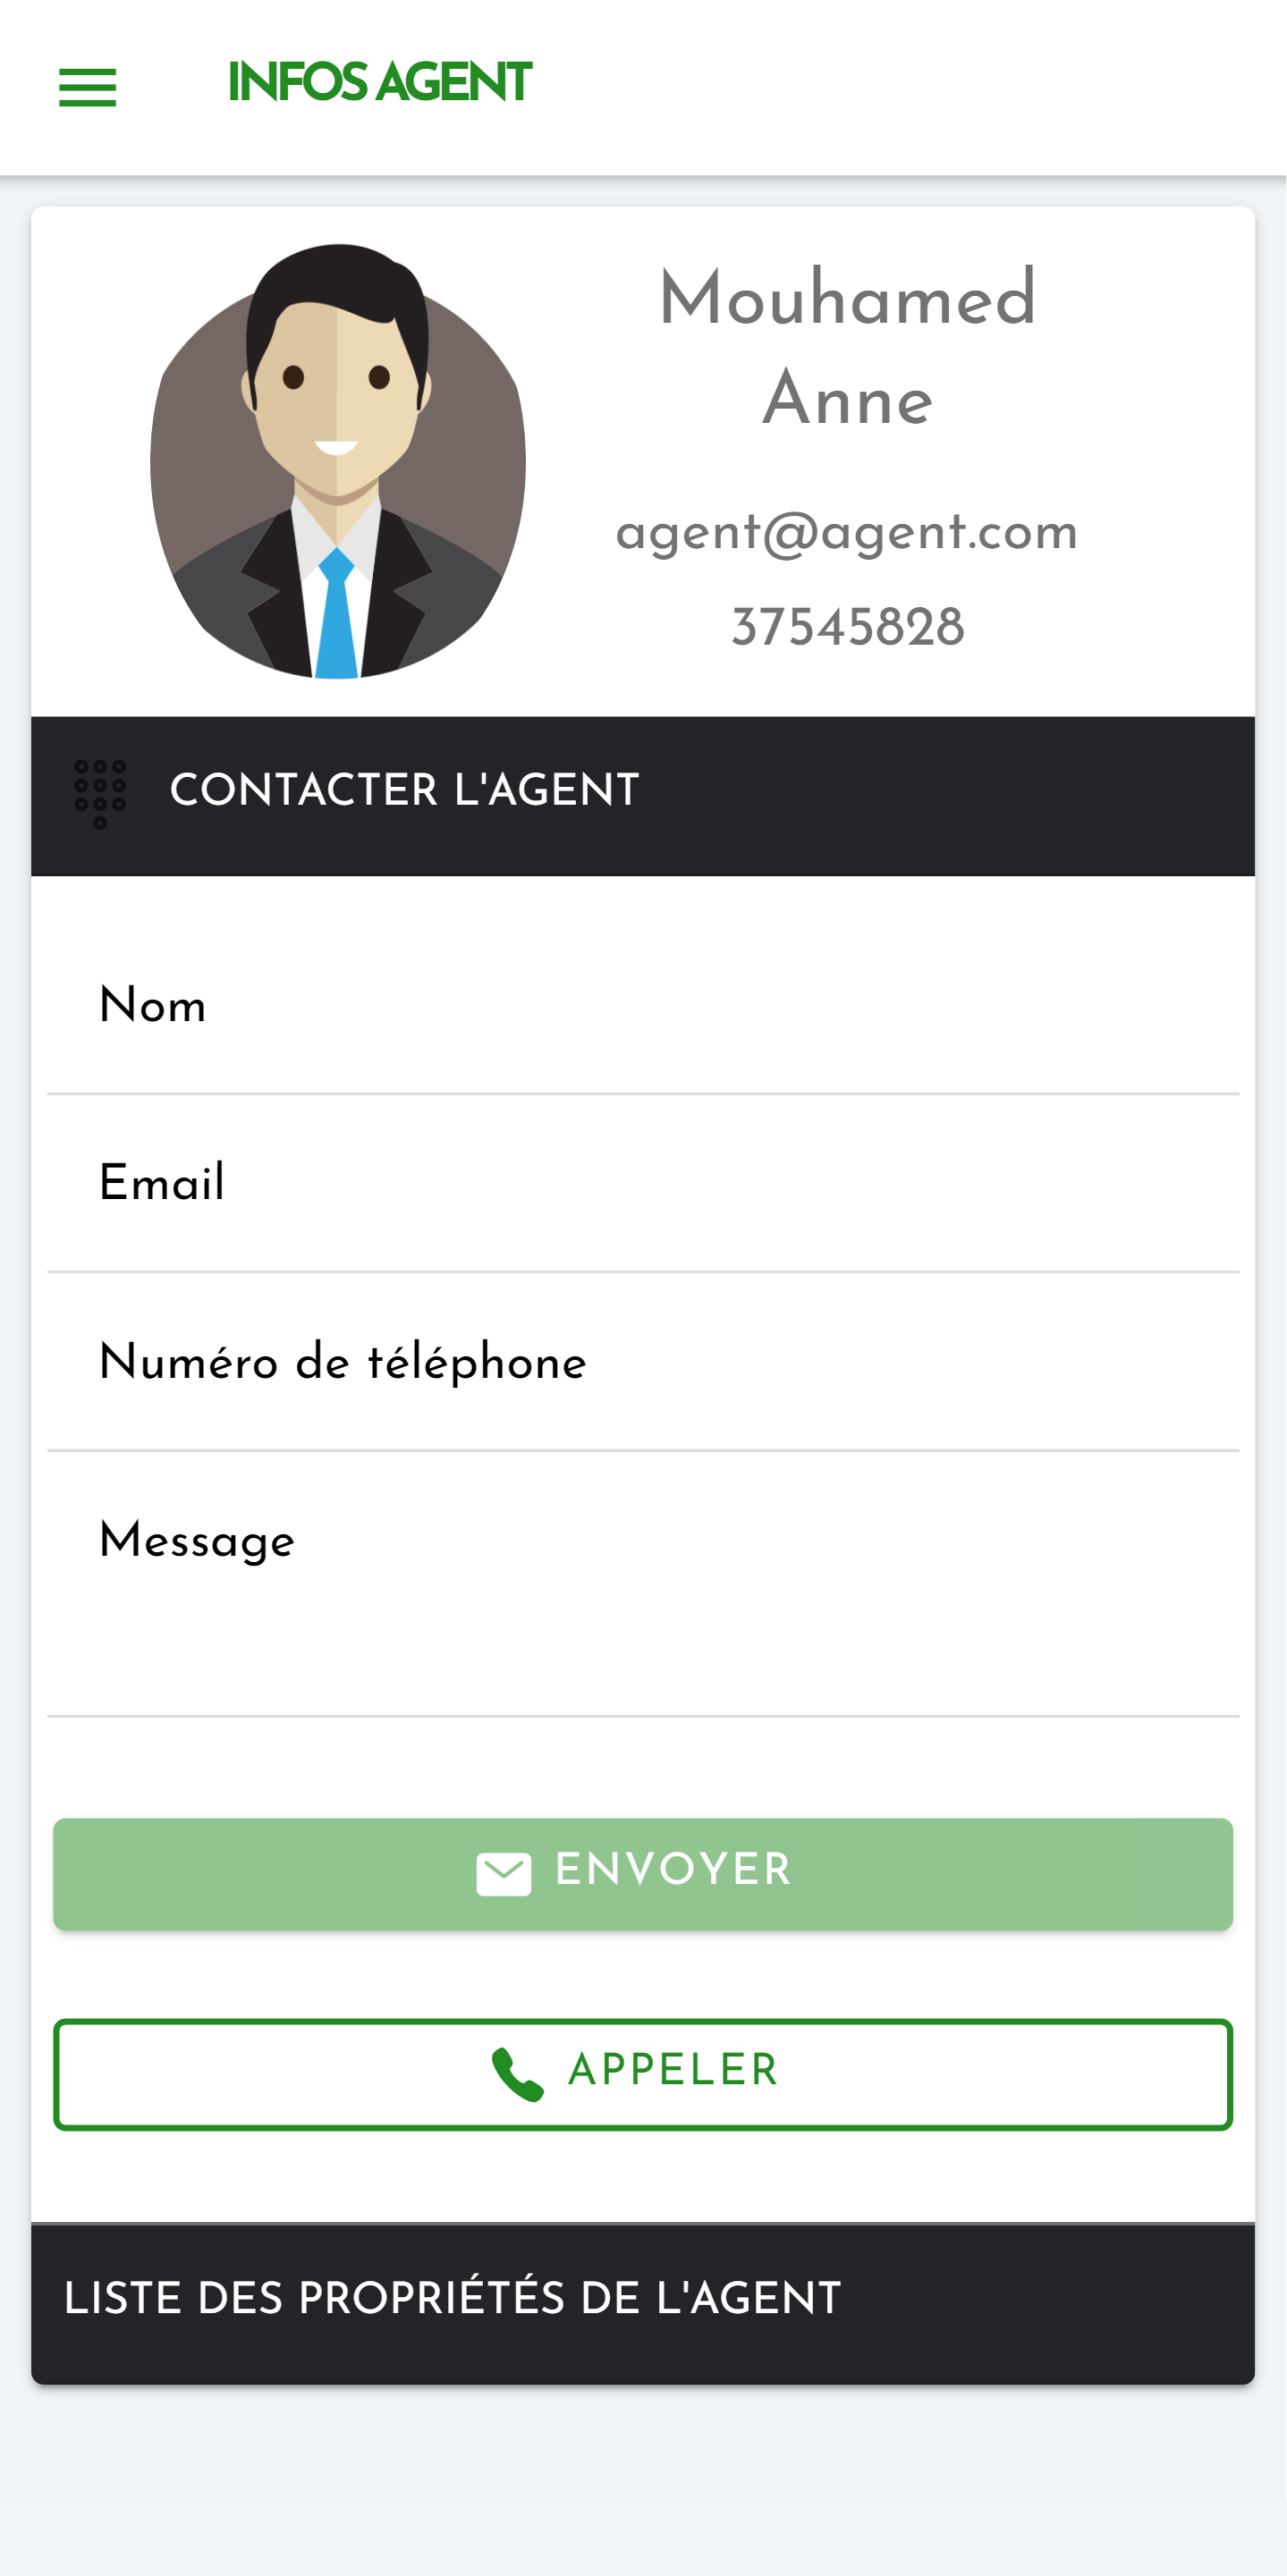 INFOS AGENT
Mouhamed
Anne
agent@agent.com
37545828
CONTACTER L'AGENT
Nom
Email
Numéro de téléphone
Message
ENVOYER
APPELER
LISTE DES PROPRIÉTÉS DE L'AGENT